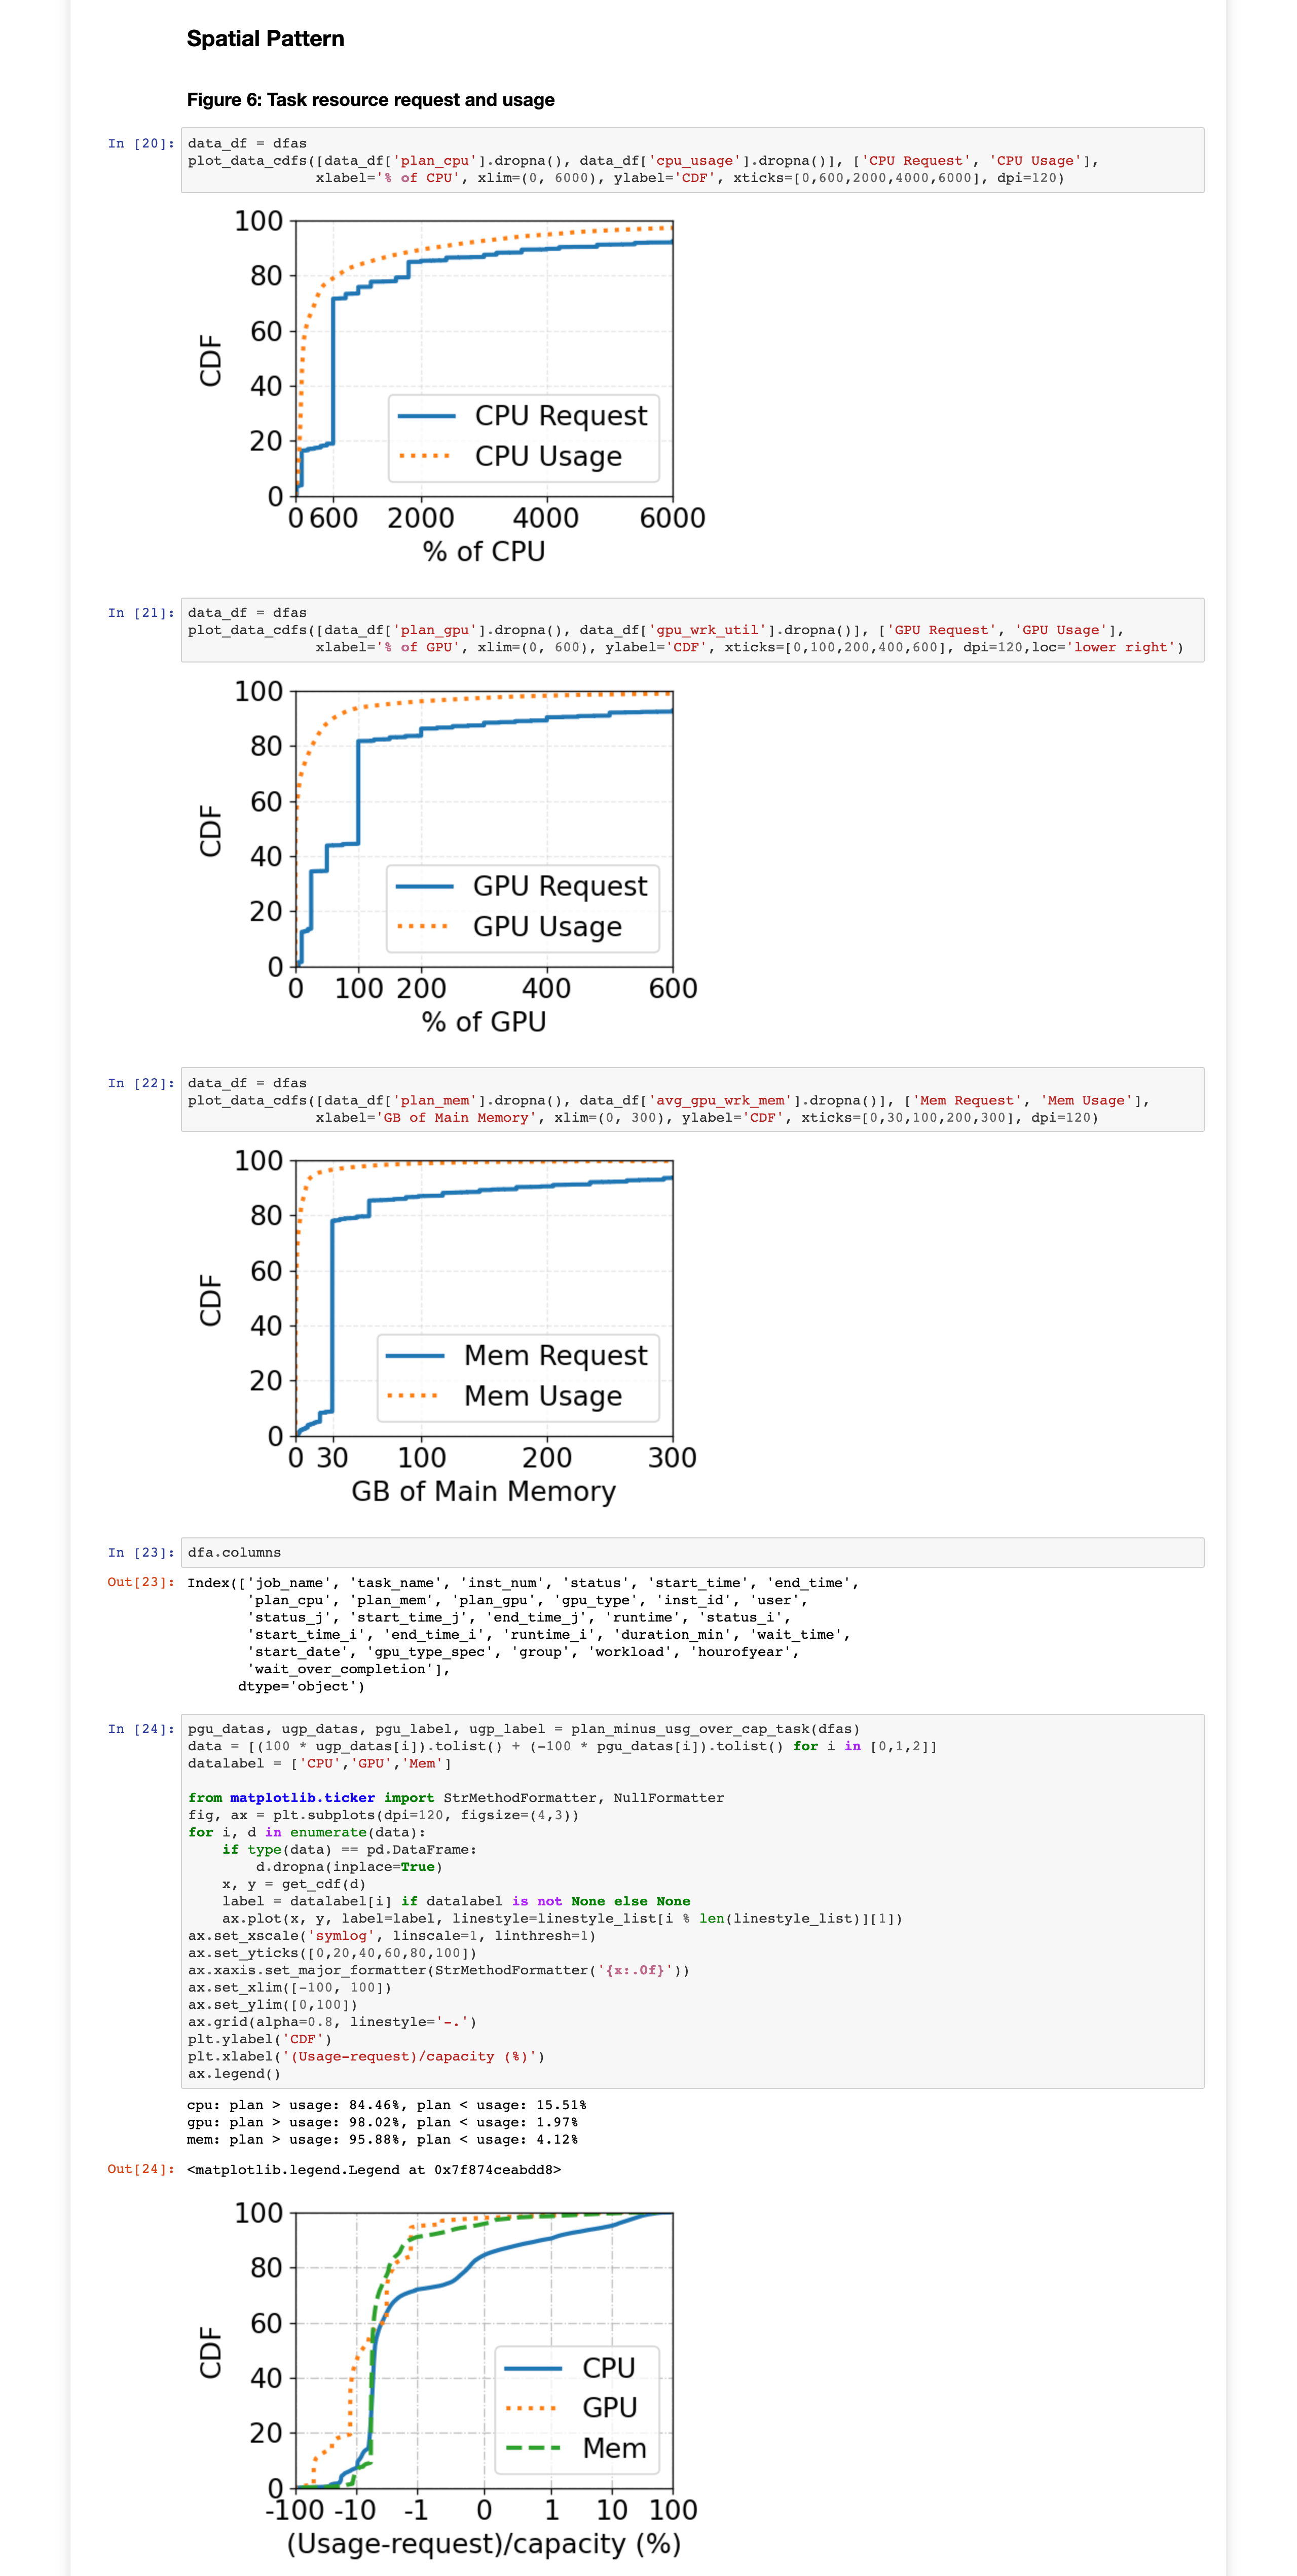 Spatial Pattern
Figure 6: Task resource request and usage
In [20]:
data_df = dfas
plot_data_cdfs([data_df['plan_cpu'].dropna(), data_df['cpu_usage'].dropna()], ['CPU Request', 'CPU Usage'],
xlabel='% of CPU', xlim=(0, 6000), ylabel='CDF', xticks=[0,600,2000,4000,6000], dpi=120)
100
80
60
40
20
0
CDF
CPU Request
CPU Usage
0 600 2000 4000 6000
% of CPU
In [21]:
data_df = dfas
plot_data_cdfs([data_df['plan_gpu'].dropna(), data_df['gpu_wrk_util'].dropna()], ['GPU Request', 'GPU Usage'],
xlabel='% of GPU', xlim=(0, 600), ylabel='CDF', xticks=[0,100,200,400,600], dpi=120,loc='lower right')
100
80
60
40
20
0
CDF
GPU Request
GPU Usage
0 100 200 400 600
% of GPU
In [22]:
data_df = dfas
plot_data_cdfs([data_df['plan_mem'].dropna(), data_df['avg_gpu_wrk_mem'].dropna()], ['Mem Request', 'Mem Usage'],
xlabel='GB of Main Memory', xlim=(0, 300), ylabel='CDF', xticks=[0,30,100,200,300], dpi=120)
100
80
60
40
20
0
CDF
Mem Request
Mem Usage
0 30 100 200 300
GB of Main Memory
In [23]:
dfa.columns
Out[23]:
Index(['job_name', 'task_name', 'inst_num', 'status', 'start_time', 'end_time',
'plan_cpu', 'plan_mem', 'plan_gpu', 'gpu_type', 'inst_id', 'user',
'status_j', 'start_time_j', 'end_time_j', 'runtime', 'status_i',
'start_time_i', 'end_time_i', 'runtime_i', 'duration_min', 'wait_time',
'start_date', 'gpu_type_spec', 'group', 'workload', 'hourofyear',
'wait_over_completion'],
dtype='object')
In [24]:
pgu_datas, ugp_datas, pgu_label, ugp_label = plan_minus_usg_over_cap_task(dfas)
data = [(100 * ugp_datas[i]).tolist() + (-100 * pgu_datas[i]).tolist() for i in [0,1,2]]
datalabel = ['CPU','GPU','Mem']
from matplotlib.ticker import StrMethodFormatter, NullFormatter
fig, ax = plt.subplots(dpi=120, figsize=(4,3))
for i, d in enumerate(data):
if type(data) == pd.DataFrame:
d.dropna(inplace=True)
x, y = get_cdf(d)
label = datalabel[i] if datalabel is not None else None
ax.plot(x, y, label=label, linestyle=linestyle_list[i % len(linestyle_list)][1])
ax.set_xscale('symlog', linscale=1, linthresh=1)
ax.set_yticks([0,20,40,60,80,100])
ax.xaxis.set_major_formatter(StrMethodFormatter('{x:.0f}'))
ax.set_xlim([-100, 100])
ax.set_ylim([0,100])
ax.grid(alpha=0.8, linestyle='-.')
plt.ylabel('CDF')
plt.xlabel('(Usage-request)/capacity (%)')
ax.legend()
cpu: plan > usage: 84.46%, plan < usage: 15.51%
gpu: plan > usage: 98.02%, plan < usage: 1.97%
mem: plan > usage: 95.88%, plan < usage: 4.12%
Out[24]:
<matplotlib.legend.Legend at 0x7f874ceabdd8>
100
80
60
40
20
0
CDF
CPU
GPU
Mem
-100 -10 -1 0 1 10 100
(Usage-request)/capacity (%)